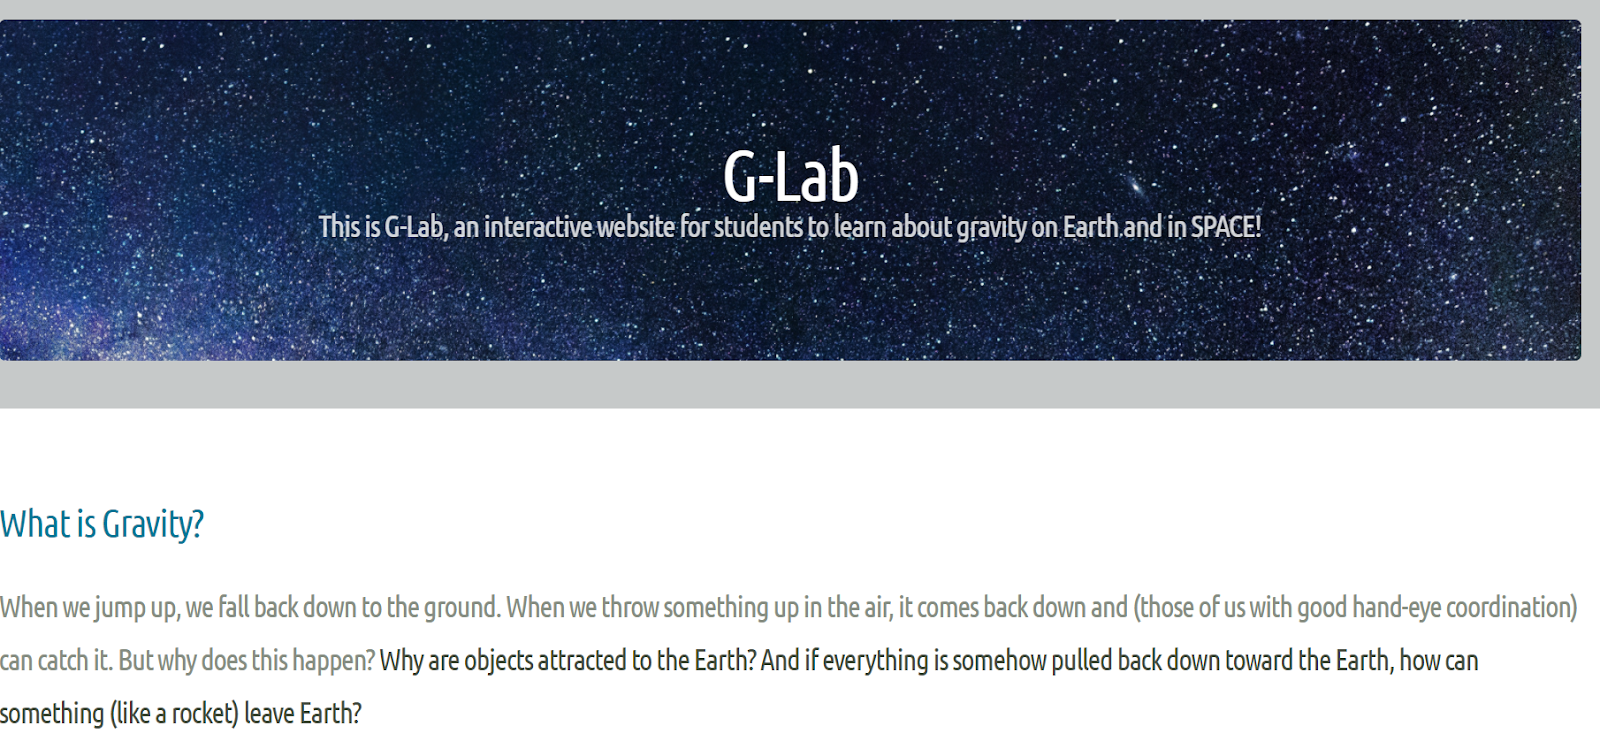 G-Lab
This is G-Lab, an interactive website for students to learn about gravity on Earth and in SPACE!
What is Gravity?
When we jump up, we fall back down to the ground. When we throw something up in the air, it comes back down and (those of us with good hand-eye coordination)
can catch it. But why does this happen? Why are objects attracted to the Earth? And if everything is somehow pulled back down toward the Earth, how can
something (like a rocket) leave Earth?